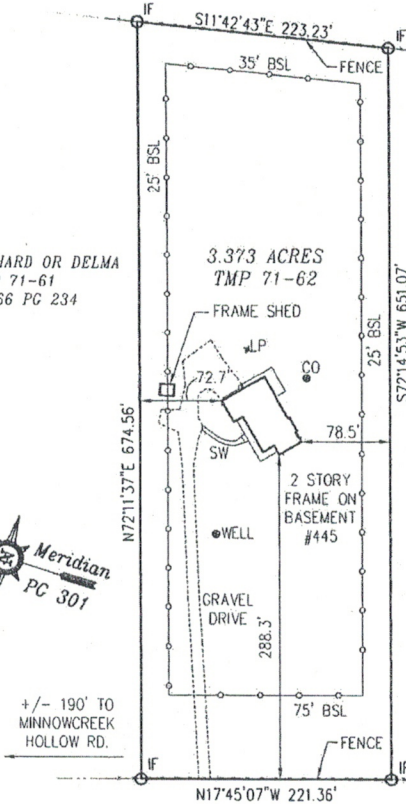 IF
S11°42'43"E 223.23'
IF
FENCE
35' BSL
25' BSL
HARD OR DELMA
71-61
66 PG 234
3.373 ACRES
TMP 71-62
FRAME SHED
LP
CO
72.7'
25' BSL
S72°14'53"W 651.07'
N72°11'37"E 674.56'
78.5'
SW
2 STORY
FRAME ON
BASEMENT
#445
WELL
Meridian
PG 301
GRAVEL
DRIVE
288.3'
+/- 190' TO
MINNOWCREEK
HOLLOW RD.
75' BSL
FENCE
IF
IF
N17°45'07"W 221.36'